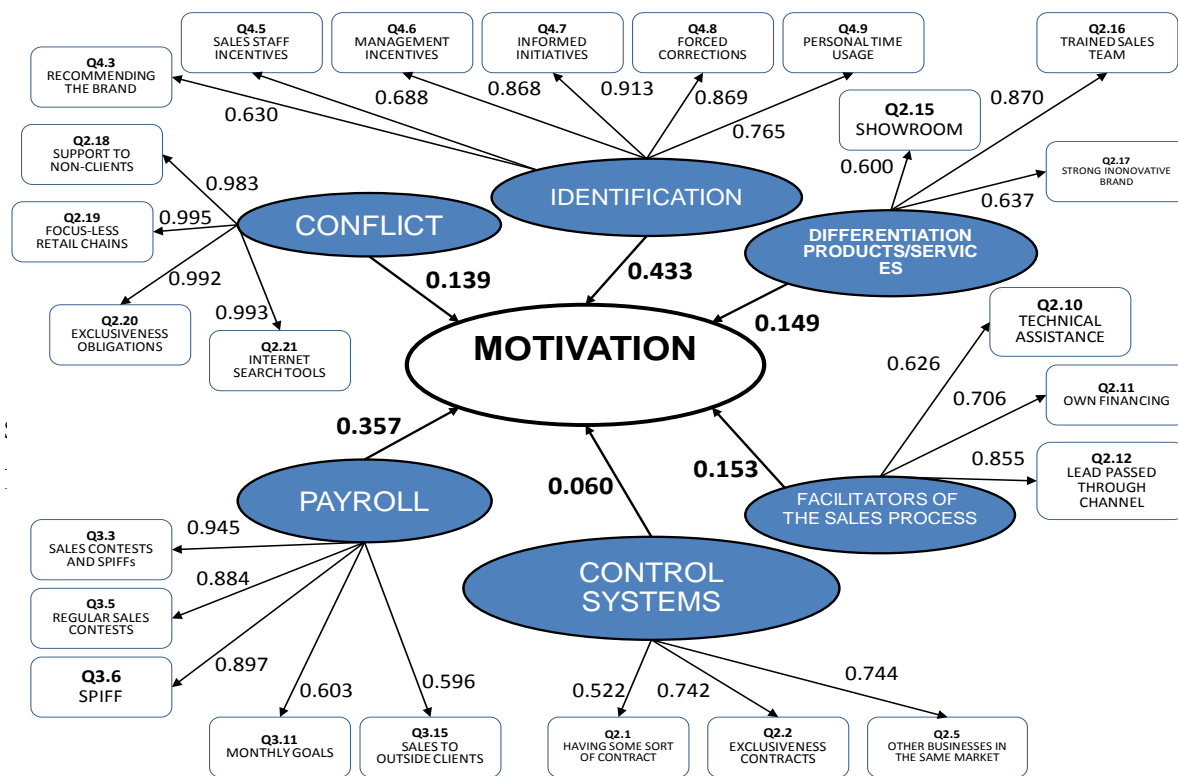 Q4.5
SALES STAFF
INCENTIVES
Q4.6
MANAGEMENT
INCENTIVES
Q4.7
INFORMED
INITIATIVES
Q4.8
FORCED
CORRECTIONS
Q4.9
PERSONAL TIME
USAGE
Q2.16
TRAINED SALES
TEAM
Q4.3
RECOMMENDING
THE BRAND
0.630
0.688
0.868
0.913
0.869
0.765
0.870
Q2.15
SHOWROOM
0.600
Q2.17
STRONG INONOVATIVE
BRAND
0.637
Q2.18
SUPPORT TO
NON-CLIENTS
0.983
Q2.19
FOCUS-LESS
RETAIL CHAINS
0.995
0.992
0.993
Q2.20
EXCLUSIVENESS
OBLIGATIONS
Q2.21
INTERNET
SEARCH TOOLS
CONFLICT
IDENTIFICATION
DIFFERENTIATION
PRODUCTS/SERVIC
ES
0.139
0.433
0.149
MOTIVATION
Q2.10
TECHNICAL
ASSISTANCE
0.626
Q2.11
OWN FINANCING
0.706
Q2.12
LEAD PASSED
THROUGH
CHANNEL
0.855
0.357
0.060
0.153
PAYROLL
FACILITATORS OF
THE SALES PROCESS
CONTROL
SYSTEMS
Q3.3
SALES CONTESTS
AND SPIFFs
0.945
Q3.5
REGULAR SALES
CONTESTS
0.884
Q3.6
SPIFF
0.897
0.603
0.596
Q3.11
MONTHLY GOALS
Q3.15
SALES TO
OUTSIDE CLIENTS
0.522
0.742
0.744
Q2.1
HAVING SOME SORT
OF CONTRACT
Q2.2
EXCLUSIVENESS
CONTRACTS
Q2.5
OTHER BUSINESSES IN
THE SAME MARKET